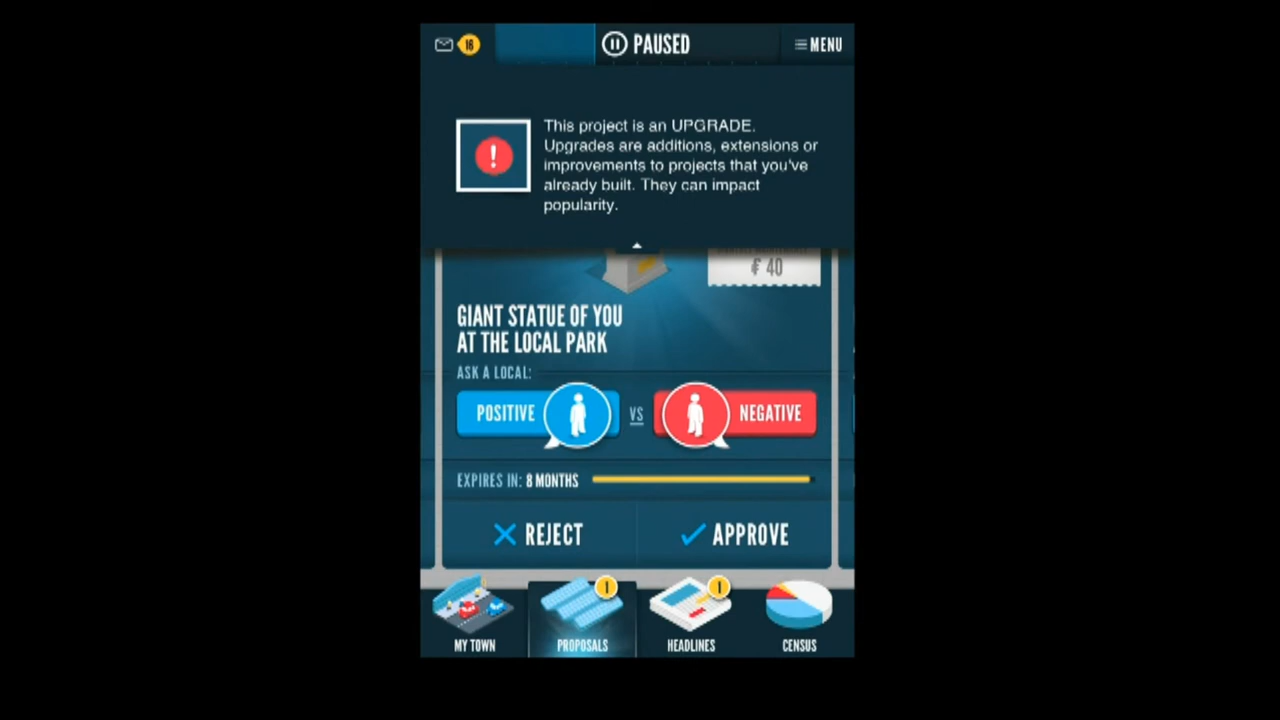 16
PAUSED
MENU
This project is an UPGRADE.
Upgrades are additions, extensions or
improvements to projects that you've
already built. They can impact
popularity.
€ 40
GIANT STATUE OF YOU
AT THE LOCAL PARK
ASK A LOCAL:
POSITIVE
VS
NEGATIVE
EXPIRES IN: 8 MONTHS
REJECT
APPROVE
MY TOWN
PROPOSALS
HEADLINES
CENSUS